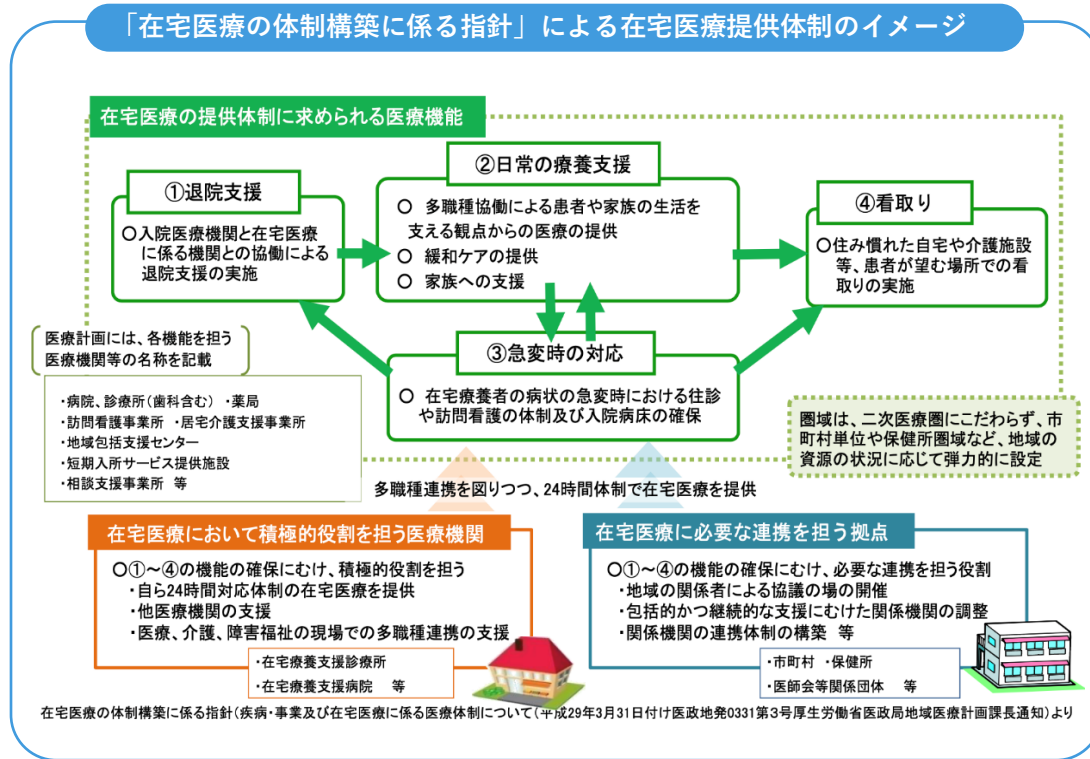 「在宅医療の体制構築に係る指針」による在宅医療提供体制のイメージ
在宅医療の提供体制に求められる医療機能
①退院支援
○入院医療機関と在宅医療
に係る機関との協働による
退院支援の実施
②日常の療養支援
○ 多職種協働による患者や家族の生活を
支える観点からの医療の提供
○ 緩和ケアの提供
○ 家族への支援
④看取り
○住み慣れた自宅や介護施設
等、患者が望む場所での看
取りの実施
③急変時の対応
○ 在宅療養者の病状の急変時における往診
や訪問看護の体制及び入院病床の確保
医療計画には、各機能を担う
医療機関等の名称を記載
・病院、診療所(歯科含む) ・薬局
・訪問看護事業所 ・居宅介護支援事業所
・地域包括支援センター
・短期入所サービス提供施設
・相談支援事業所 等
圏域は、二次医療圏にこだわらず、市
町村単位や保健所圏域など、地域の
資源の状況に応じて弾力的に設定
多職種連携を図りつつ、24時間体制で在宅医療を提供
在宅医療において積極的役割を担う医療機関
○①～④の機能の確保にむけ、積極的役割を担う
・自ら24時間対応体制の在宅医療を提供
・他医療機関の支援
・医療、介護、障害福祉の現場での多職種連携の支援
・在宅療養支援診療所
・在宅療養支援病院 等
在宅医療に必要な連携を担う拠点
○①～④の機能の確保にむけ、必要な連携を担う役割
・地域の関係者による協議の場の開催
・包括的かつ継続的な支援にむけた関係機関の調整
・関係機関の連携体制の構築 等
・市町村 ・保健所
・医師会等関係団体 等
在宅医療の体制構築に係る指針(疾病・事業及び在宅医療に係る医療体制について(平成29年3月31日付け医政地発0331第3号厚生労働省医政局地域医療計画課長通知)より